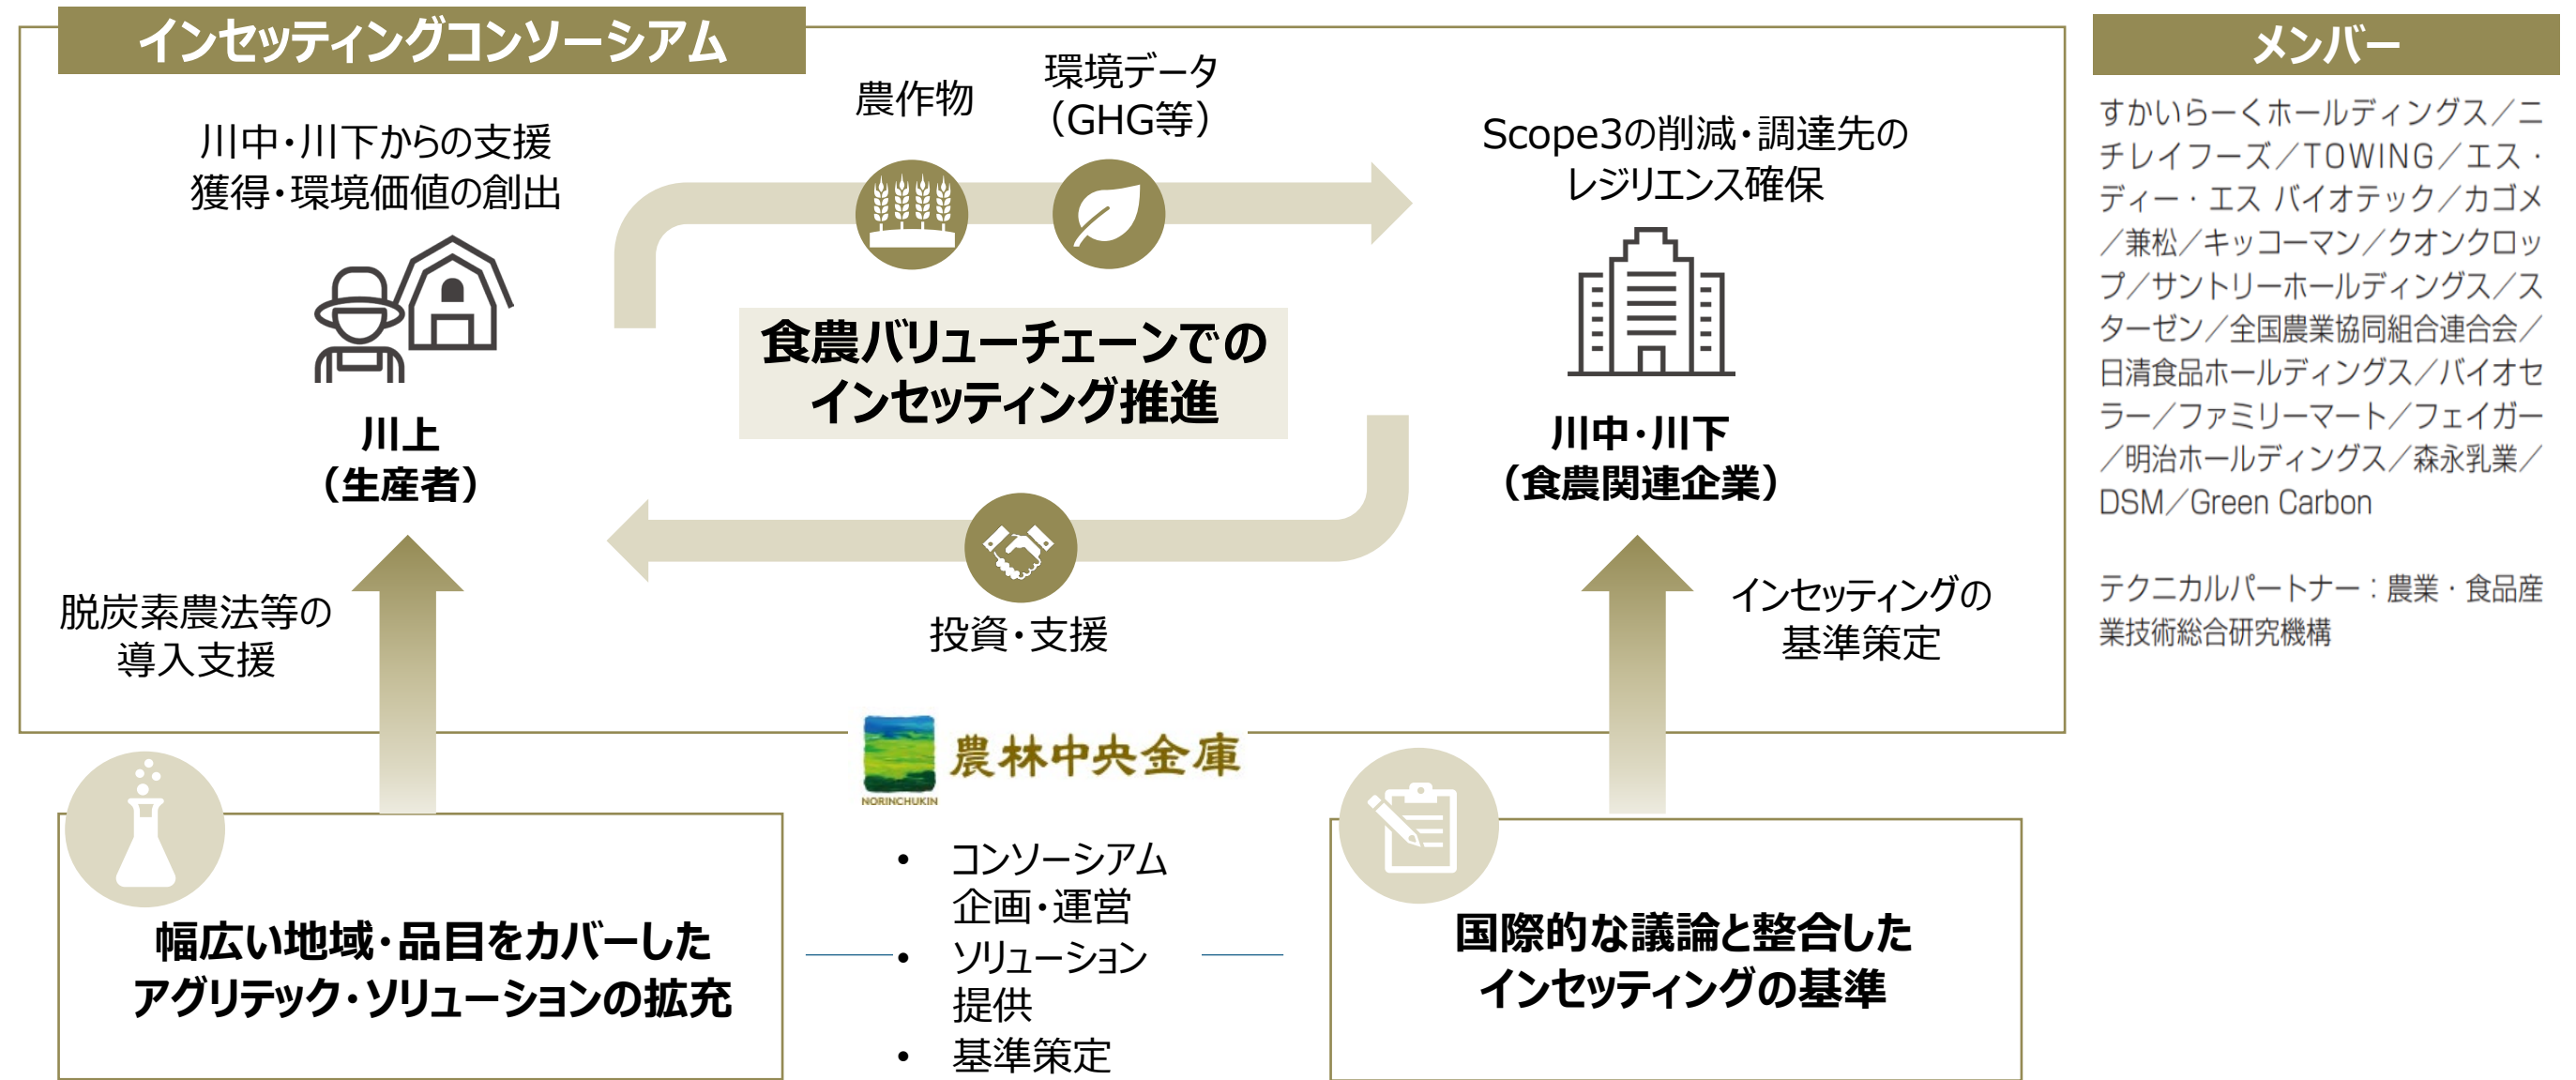 インセッティングコンソーシアム
川中・川下からの支援
獲得・環境価値の創出
農作物
環境データ
（GHG等）
Scope3の削減・調達先の
レジリエンス確保
食農バリューチェーンでの
インセッティング推進
川上
（生産者）
川中・川下
（食農関連企業）
投資・支援
脱炭素農法等の
導入支援
インセッティングの
基準策定
NORINCHUKIN
農林中央金庫
幅広い地域・品目をカバーした
アグリテック・ソリューションの拡充
• コンソーシアム
企画・運営
• ソリューション
提供
• 基準策定
国際的な議論と整合した
インセッティングの基準
メンバー
すかいらーくホールディングス／ニ
チレイフーズ／TOWING／エス・
ディー・エス バイオテック／カゴメ
／兼松／キッコーマン／クオンクロッ
プ／サントリーホールディングス／ス
ターゼン／全国農業協同組合連合会／
日清食品ホールディングス／バイオセ
ラー／ファミリーマート／フェイガー
／明治ホールディングス／森永乳業／
DSM／Green Carbon
テクニカルパートナー：農業・食品産
業技術総合研究機構